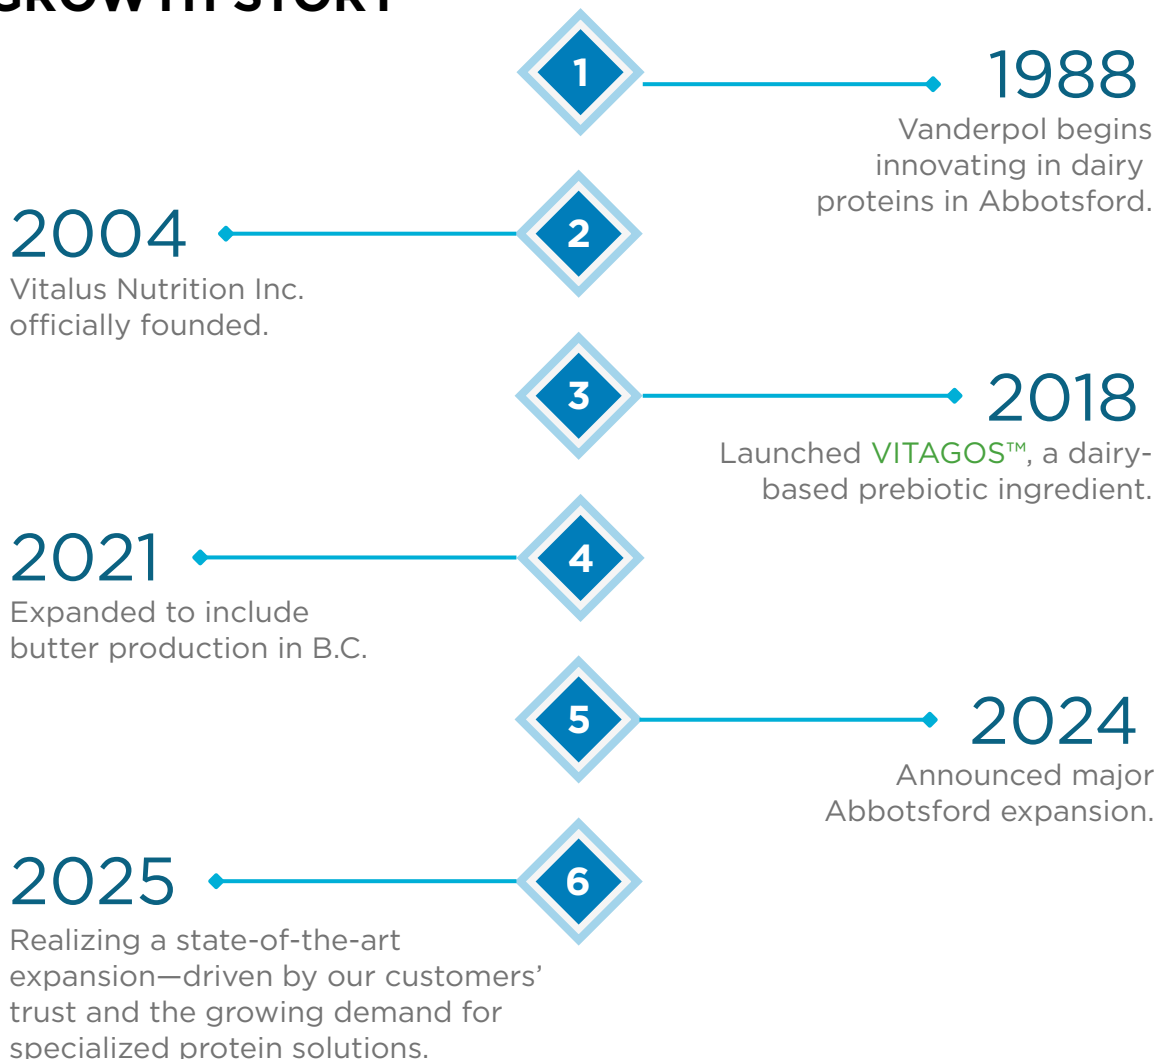 GROWTH STORY
1
1988
Vanderpol begins
innovating in dairy
proteins in Abbotsford.
2
2004
Vitalus Nutrition Inc.
officially founded.
3
2018
Launched VITAGOS™, a dairy-
based prebiotic ingredient.
4
2021
Expanded to include
butter production in B.C.
5
2024
Announced major
Abbotsford expansion.
6
2025
Realizing a state-of-the-art
expansion—driven by our customers’
trust and the growing demand for
specialized protein solutions.